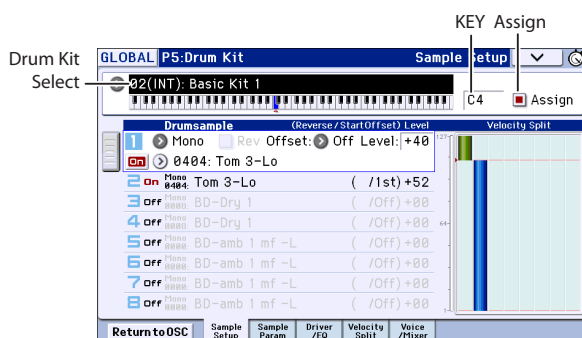 KEY Assign
Drum Kit
Select
GLOBAL P5:Drum Kit Sample Setup
02(INT): Basic Kit 1
C4 Assign
Drumsample (Reverse/StartOffset) Level Velocity Split
1 Mono Rev Offset: Off Level: +40 127
On 0404: Tom 3-Lo
2 On Mono 0404: Tom 3-Lo ( /1st) +52
3 Off Mono 0000: BD-Dry 1 ( /Off) +00
4 Off Mono 0000: BD-Dry 1 ( /Off) +00 64
5 Off Mono 0000: BD-amb 1 mf -L ( /Off) +00
6 Off Mono 0000: BD-amb 1 mf -L ( /Off) +00
7 Off Mono 0000: BD-amb 1 mf -L ( /Off) +00
8 Off Mono 0000: BD-amb 1 mf -L ( /Off) +00
Return to OSC Sample Setup Sample Param Driver /EQ Velocity Split Voice /Mixer